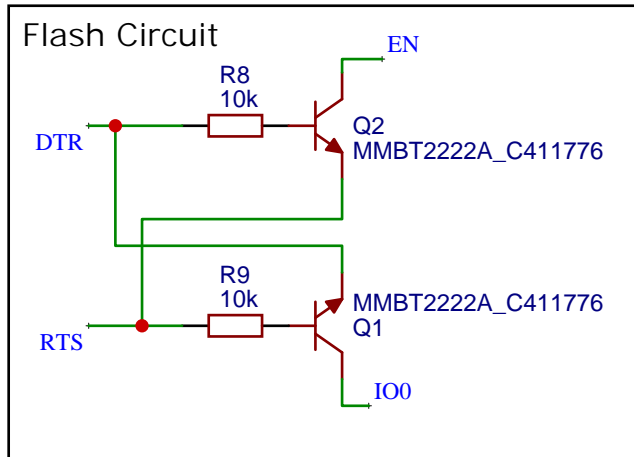 Flash Circuit
EN
R8
10k
DTR
Q2
MMBT2222A_C411776
R9
10k
RTS
MMBT2222A_C411776
Q1
IO0